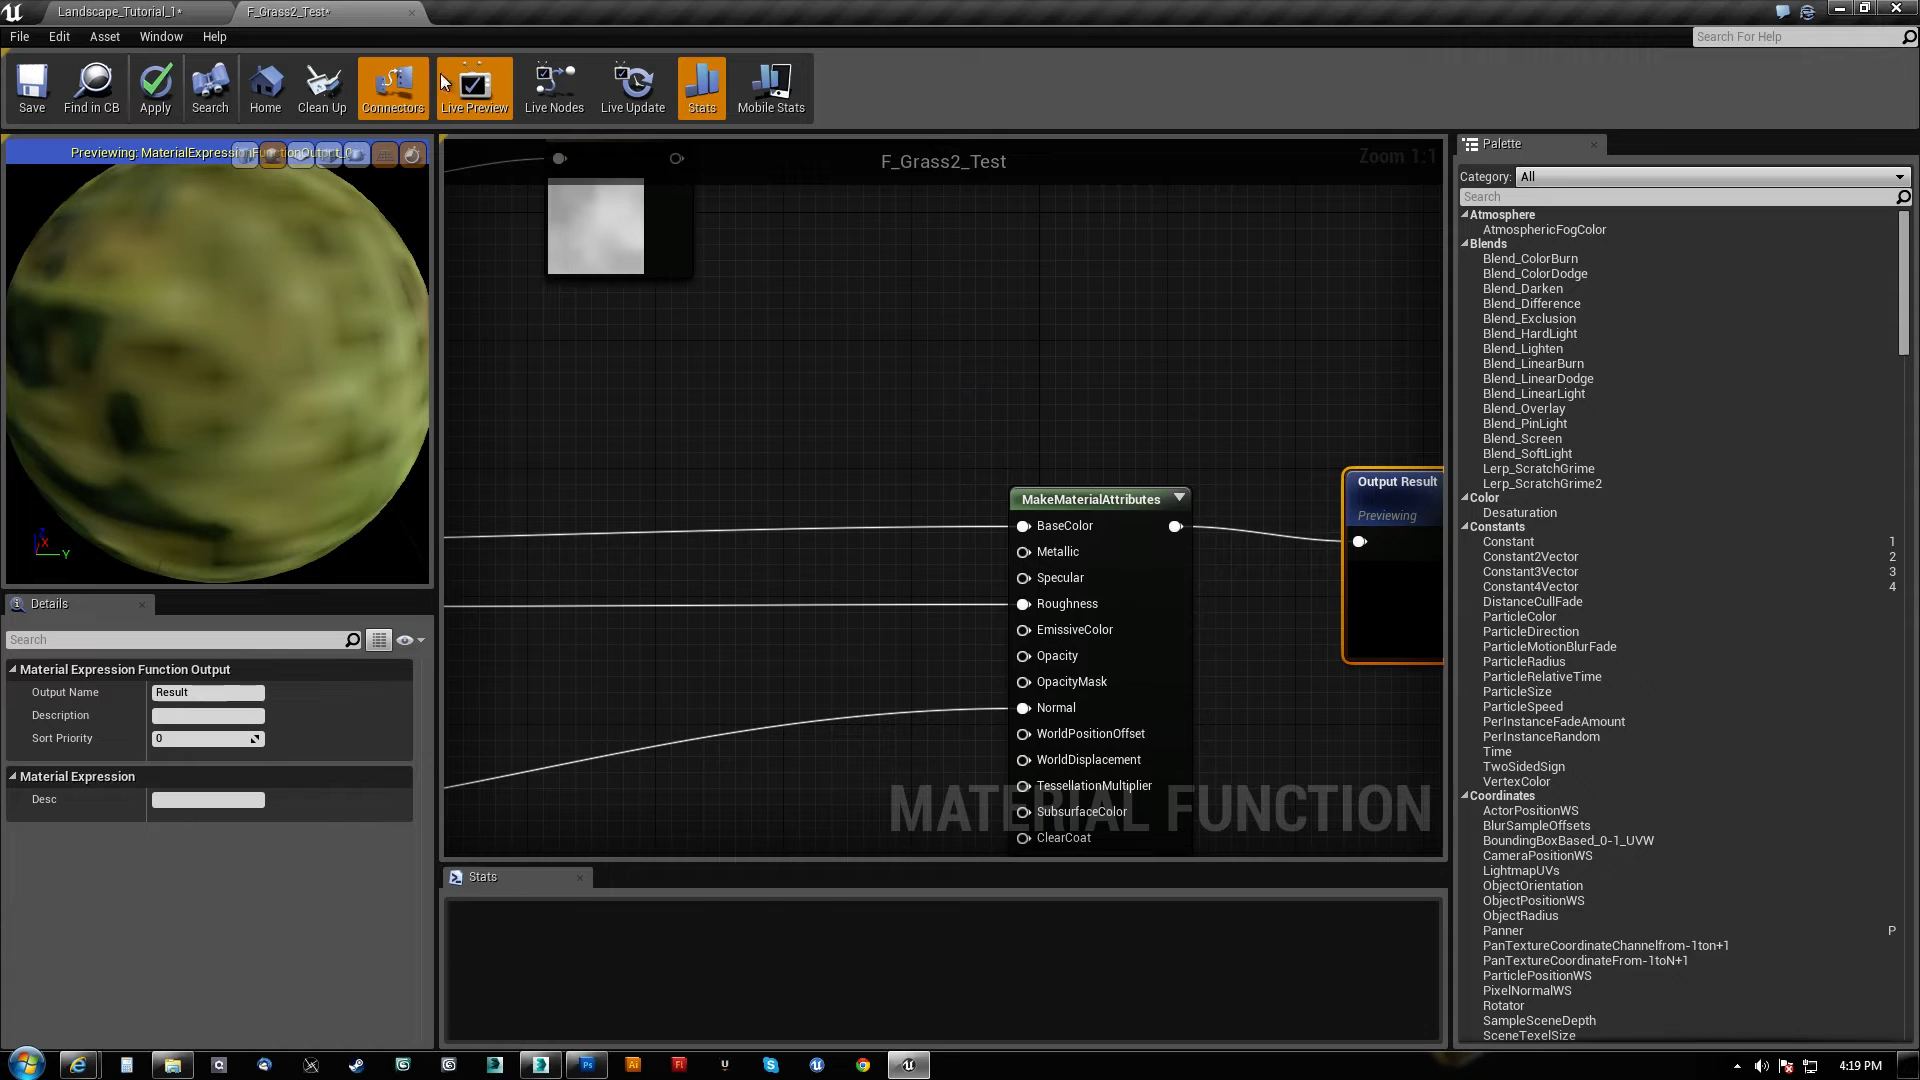 Landscape_Tutorial_1*
F_Grass2_Test*
File Edit Asset Window Help
Search For Help
Save
Find in CB
Apply
Search
Home
Clean Up
Connectors
Live Preview
Live Nodes
Live Update
Stats
Mobile Stats
Previewing: MaterialExpressionFunctionOutput_0
F_Grass2_Test
Zoom 1:1
MakeMaterialAttributes
BaseColor
Metallic
Specular
Roughness
EmissiveColor
Opacity
OpacityMask
Normal
WorldPositionOffset
WorldDisplacement
TessellationMultiplier
SubsurfaceColor
ClearCoat
Output Result
Previewing
MATERIAL FUNCTION
Z
X
Y
Details
Search
Material Expression Function Output
Output Name Result
Description
Sort Priority 0
Material Expression
Desc
Stats
Palette
Category: All
Search
Atmosphere
AtmosphericFogColor
Blends
Blend_ColorBurn
Blend_ColorDodge
Blend_Darken
Blend_Difference
Blend_Exclusion
Blend_HardLight
Blend_Lighten
Blend_LinearBurn
Blend_LinearDodge
Blend_LinearLight
Blend_Overlay
Blend_PinLight
Blend_Screen
Blend_SoftLight
Lerp_ScratchGrime
Lerp_ScratchGrime2
Color
Desaturation
Constants
Constant 1
Constant2Vector 2
Constant3Vector 3
Constant4Vector 4
DistanceCullFade
ParticleColor
ParticleDirection
ParticleMotionBlurFade
ParticleRadius
ParticleRelativeTime
ParticleSize
ParticleSpeed
PerInstanceFadeAmount
PerInstanceRandom
Time
TwoSidedSign
VertexColor
Coordinates
ActorPositionWS
BlurSampleOffsets
BoundingBoxBased_0-1_UVW
CameraPositionWS
LightmapUVs
ObjectOrientation
ObjectPositionWS
ObjectRadius
Panner P
PanTextureCoordinateChannelfrom-1ton+1
PanTextureCoordinateFrom-1toN+1
ParticlePositionWS
PixelNormalWS
Rotator
SampleSceneDepth
SceneTexelSize
Ps
Ai
Fl
4:19 PM